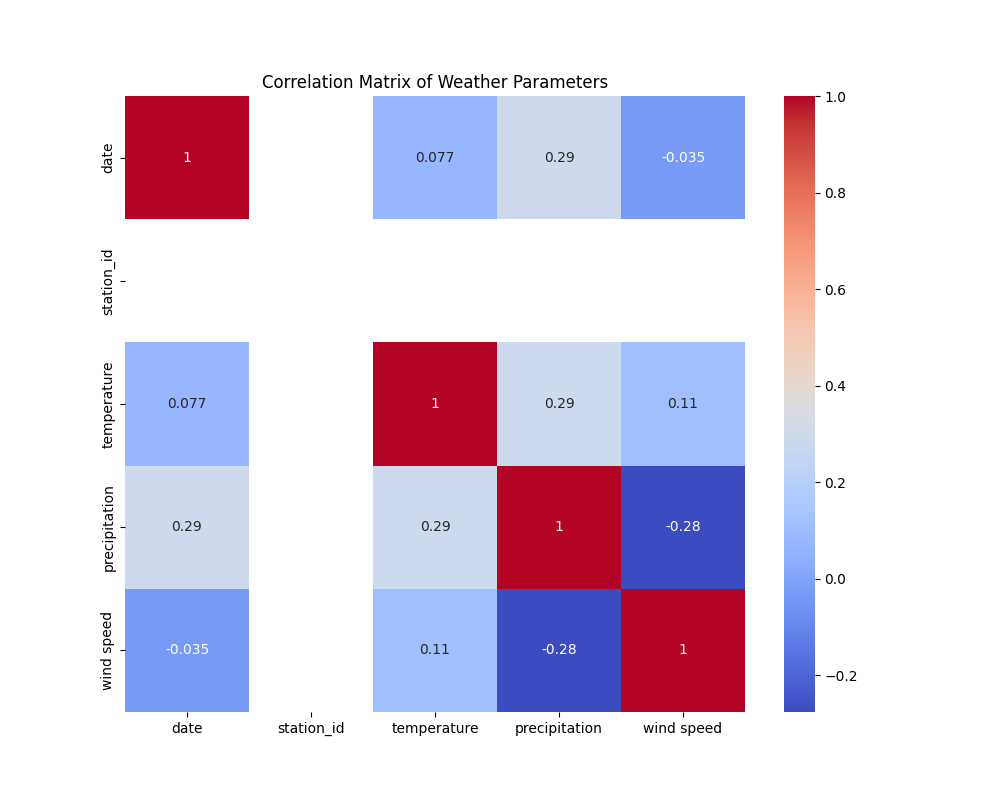 Correlation Matrix of Weather Parameters
date
1
0.077
0.29
-0.035
station_id
temperature
0.077
1
0.29
0.11
precipitation
0.29
0.29
1
-0.28
wind speed
-0.035
0.11
-0.28
1
date
station_id
temperature
precipitation
wind speed
1.0
0.8
0.6
0.4
0.2
0.0
−0.2